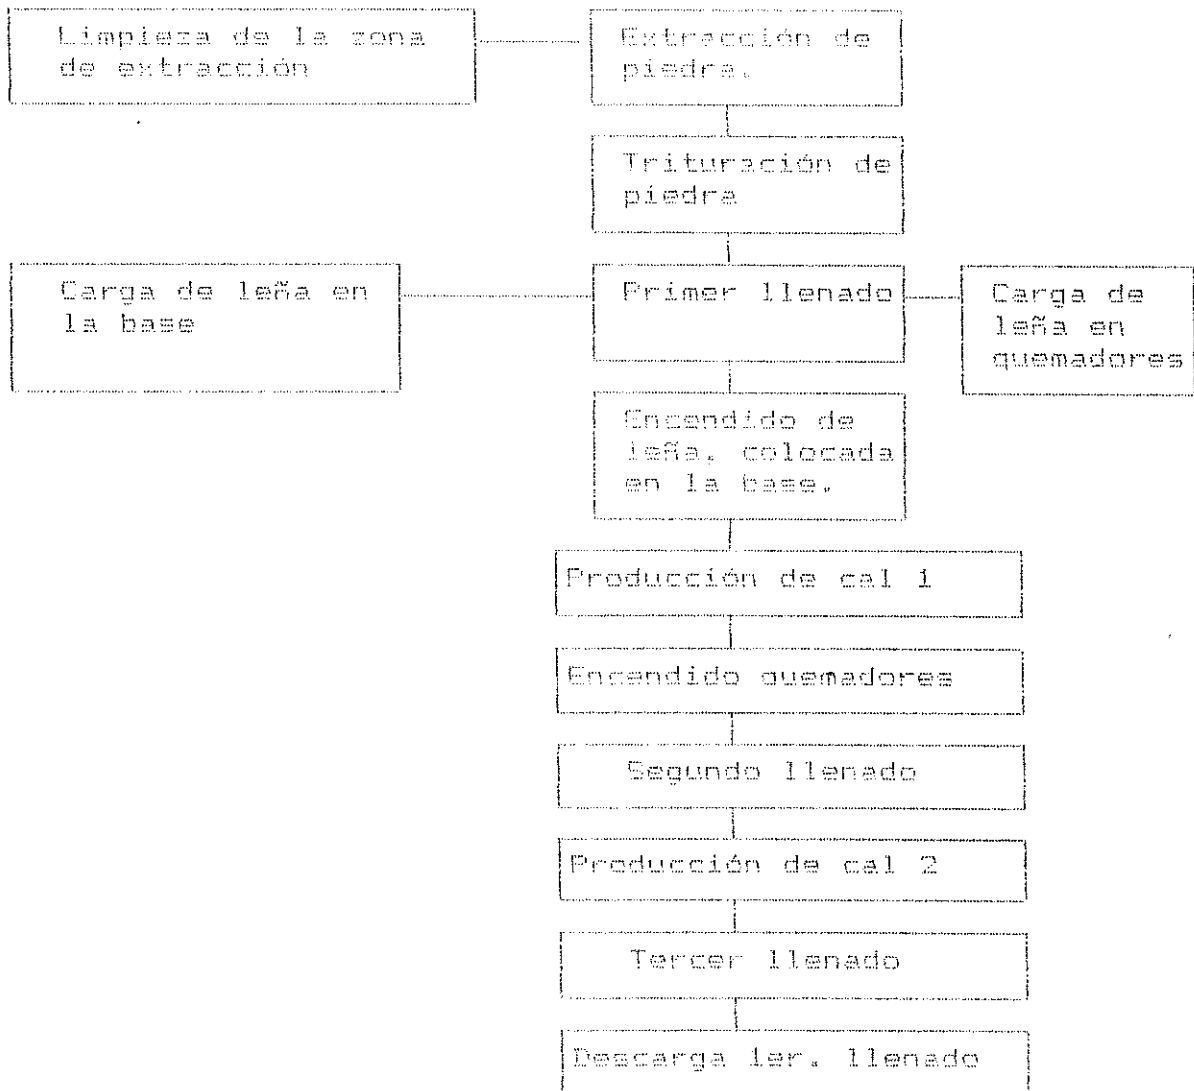 Limpieza de la zona
de extracción
Extracción de
piedra.
Trituración de
piedra
Carga de leña en
la base
Primer llenado
Carga de
leña en
quemadores
Encendido de
leña, colocada
en la base.
Producción de cal 1
Encendido quemadores
Segundo llenado
Producción de cal 2
Tercer llenado
Descarga 1er. llenado